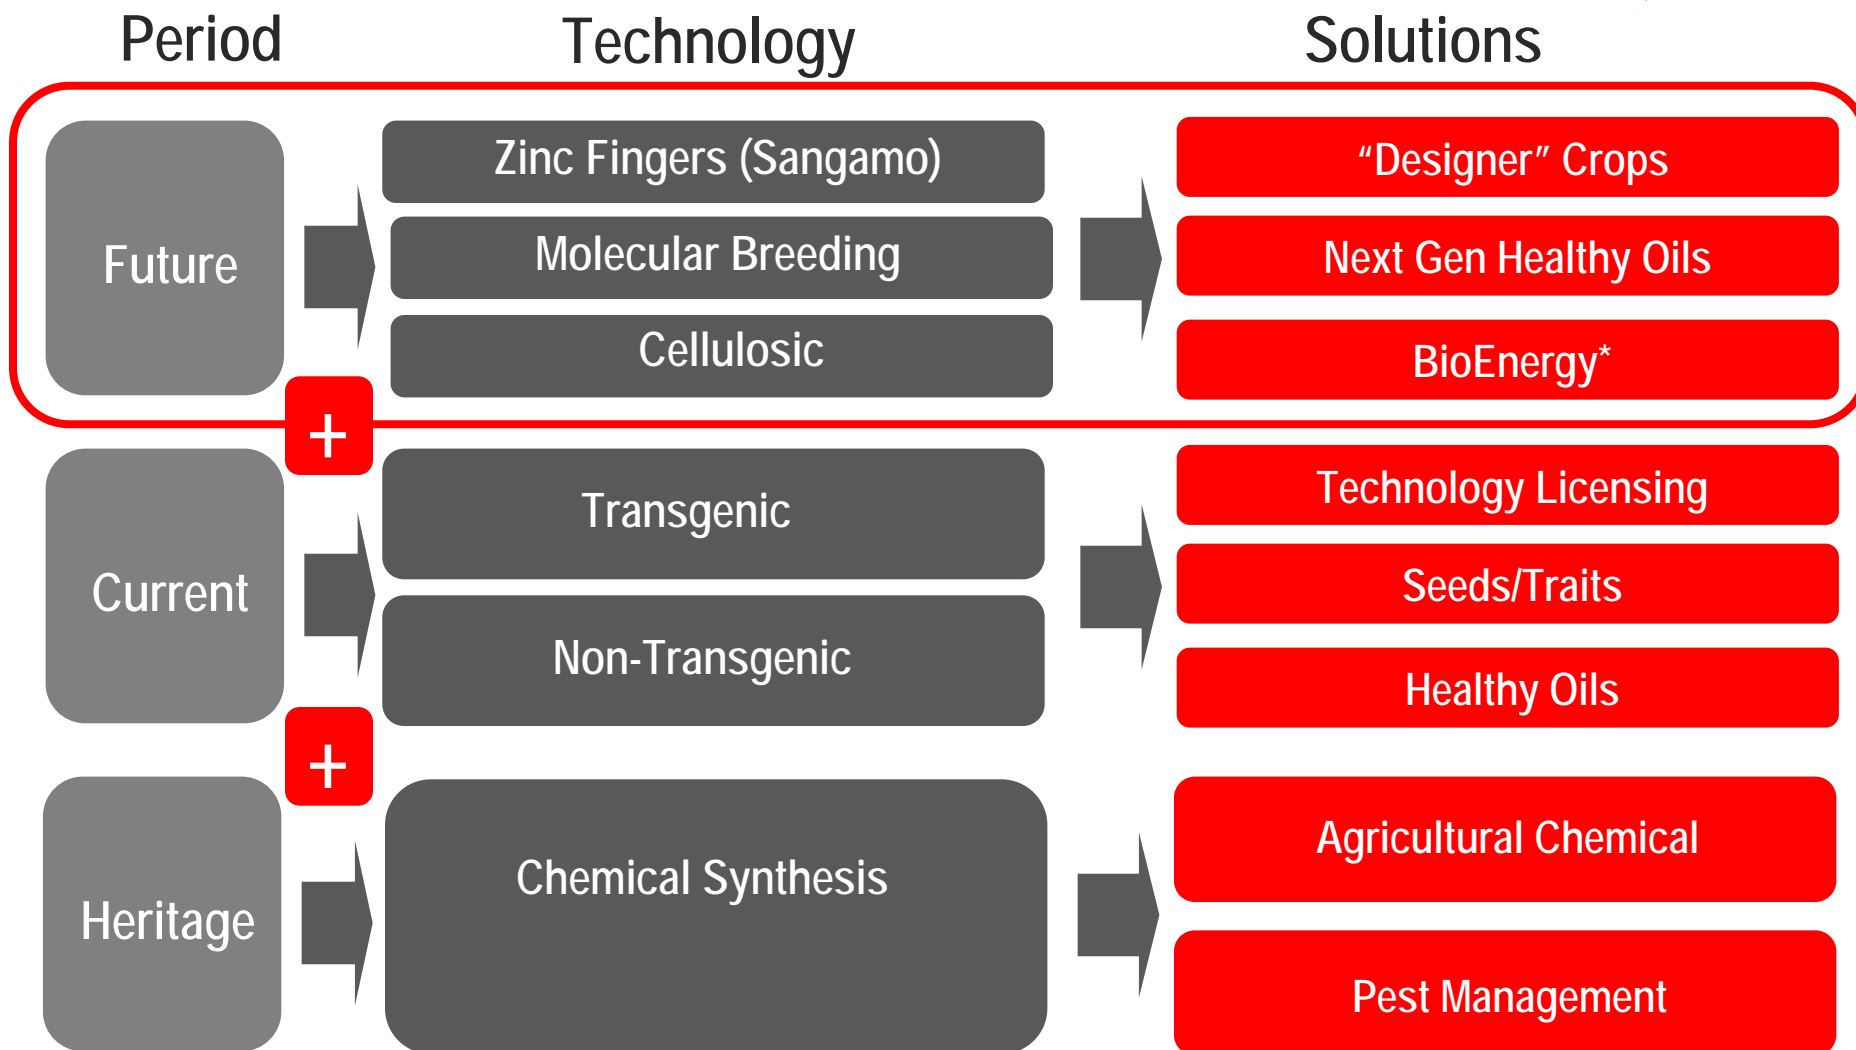 Period Technology Solutions
Future
Zinc Fingers (Sangamo)
Molecular Breeding
Cellulosic
“Designer” Crops
Next Gen Healthy Oils
BioEnergy*
+
Current
Transgenic
Non-Transgenic
Technology Licensing
Seeds/Traits
Healthy Oils
+
Heritage
Chemical Synthesis
Agricultural Chemical
Pest Management